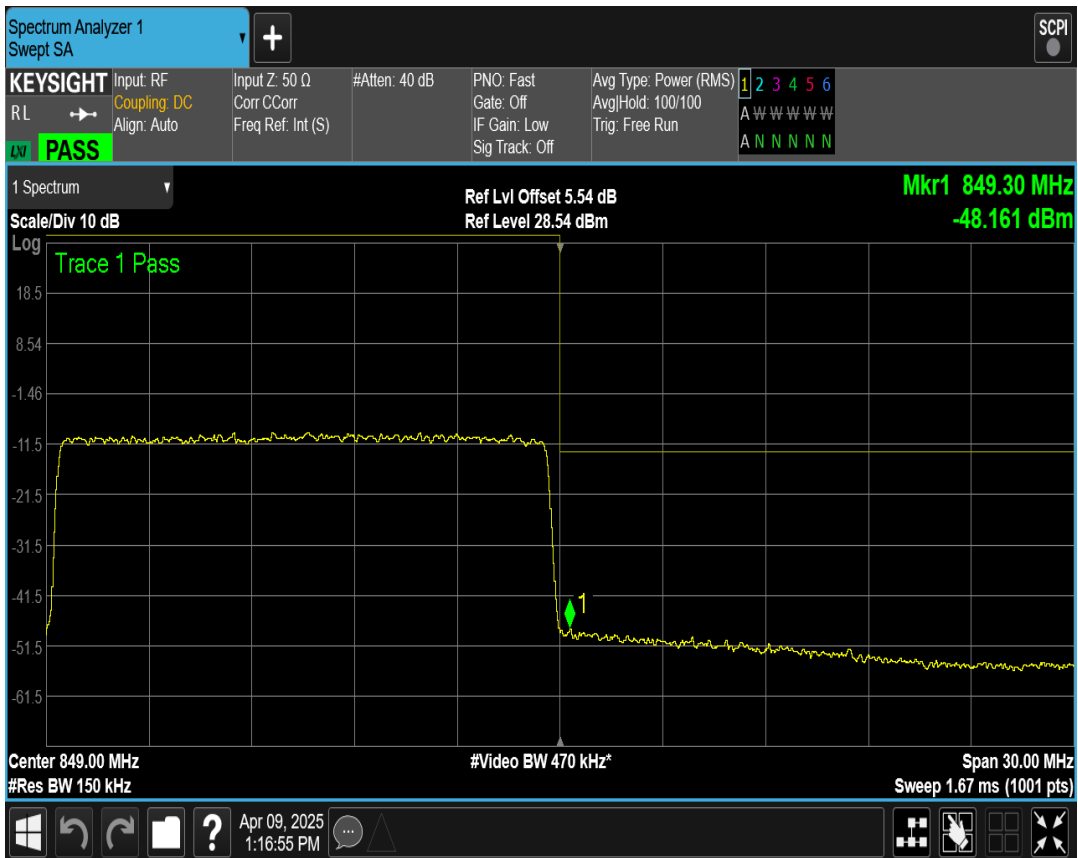 Spectrum Analyzer 1
Swept SA
+
SCPI
KEYSIGHT
R L
LXI PASS
Input: RF
Coupling: DC
Align: Auto
Input Z: 50 Ω
Corr CCorr
Freq Ref: Int (S)
#Atten: 40 dB
PNO: Fast
Gate: Off
IF Gain: Low
Sig Track: Off
Avg Type: Power (RMS)
Avg|Hold: 100/100
Trig: Free Run
1 2 3 4 5 6
A W W W W W
A N N N N N
1 Spectrum
Scale/Div 10 dB
Ref Lvl Offset 5.54 dB
Ref Level 28.54 dBm
Mkr1 849.30 MHz
-48.161 dBm
Log
Trace 1 Pass
18.5
8.54
-1.46
-11.5
-21.5
-31.5
-41.5
1
-51.5
-61.5
Center 849.00 MHz
#Video BW 470 kHz*
Span 30.00 MHz
#Res BW 150 kHz
Sweep 1.67 ms (1001 pts)
?
Apr 09, 2025
1:16:55 PM